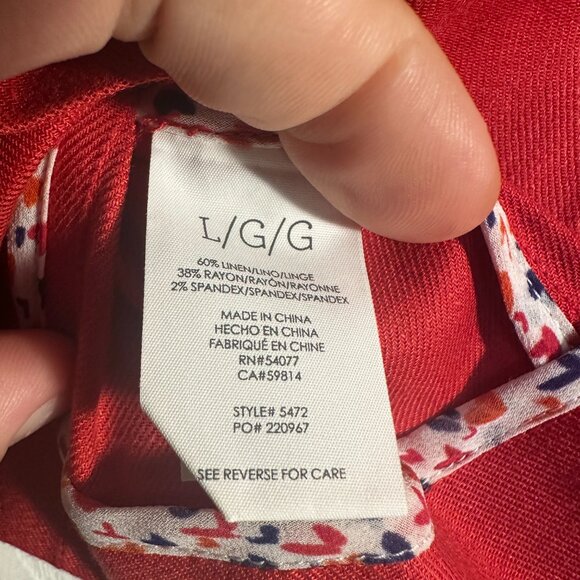 L/G/G
60% LINEN/LINO/LINGE
38% RAYON/RAYÓN/RAYONNE
2% SPANDEX/SPANDEX/SPANDEX
MADE IN CHINA
HECHO EN CHINA
FABRIQUÉ EN CHINE
RN#54077
CA#59814
STYLE# 5472
PO# 220967
SEE REVERSE FOR CARE